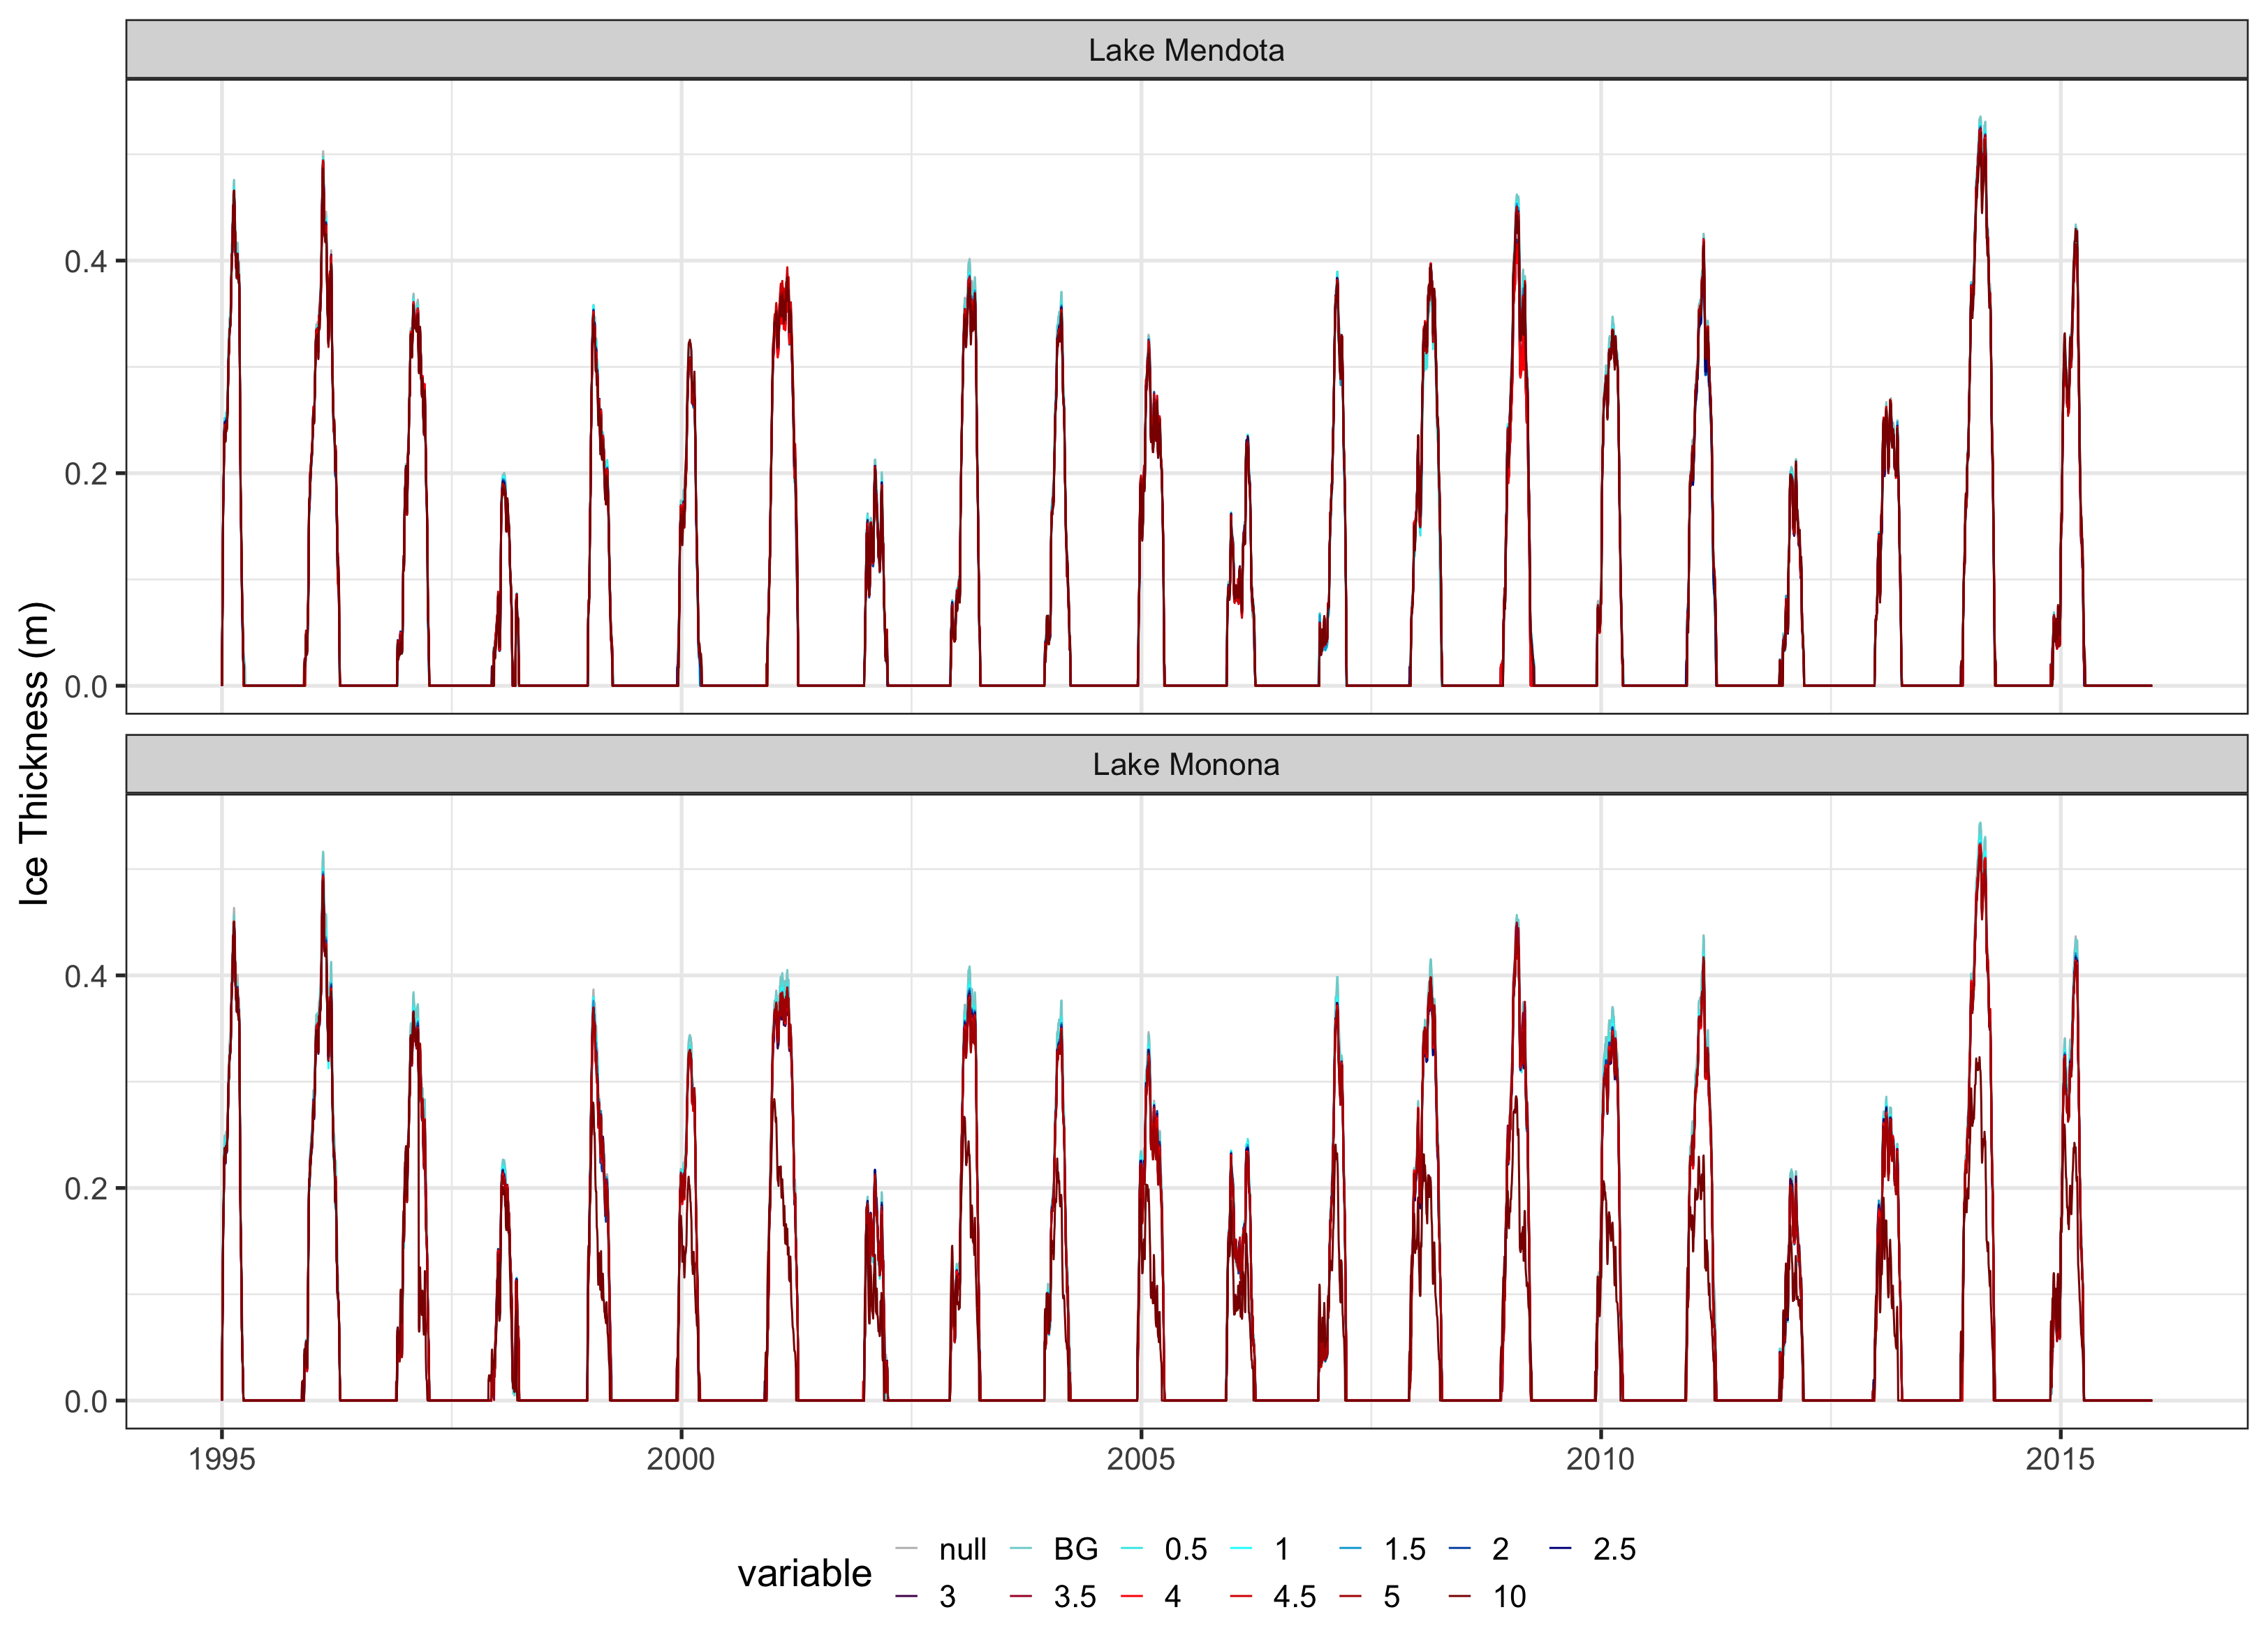 Lake Mendota
0.4
0.2
0.0
Ice Thickness (m)
Lake Monona
0.4
0.2
0.0
1995 2000 2005 2010 2015
variable
null BG 0.5 1 1.5 2 2.5
3 3.5 4 4.5 5 10